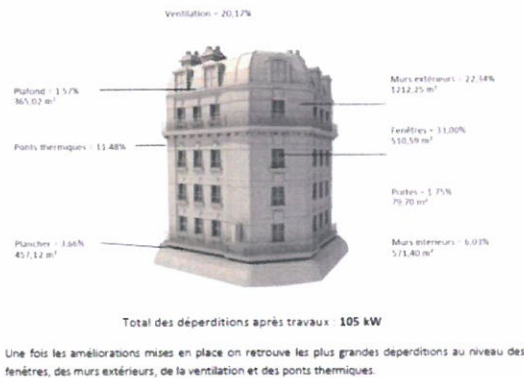 Ventilation = 20,17%
Plafond = 1,57%
365,02 m²
Murs extérieurs = 22,34%
1212,25 m²
Fenêtres = 33,00%
510,59 m²
Ponts thermiques = 11,48%
Portes = 1,75%
79,70 m²
Plancher = 3,66%
457,12 m²
Murs intérieurs = 6,03%
571,40 m²
Total des déperditions après travaux : 105 kW
Une fois les améliorations mises en place on retrouve les plus grandes déperditions au niveau des
fenêtres, des murs extérieurs, de la ventilation et des ponts thermiques.